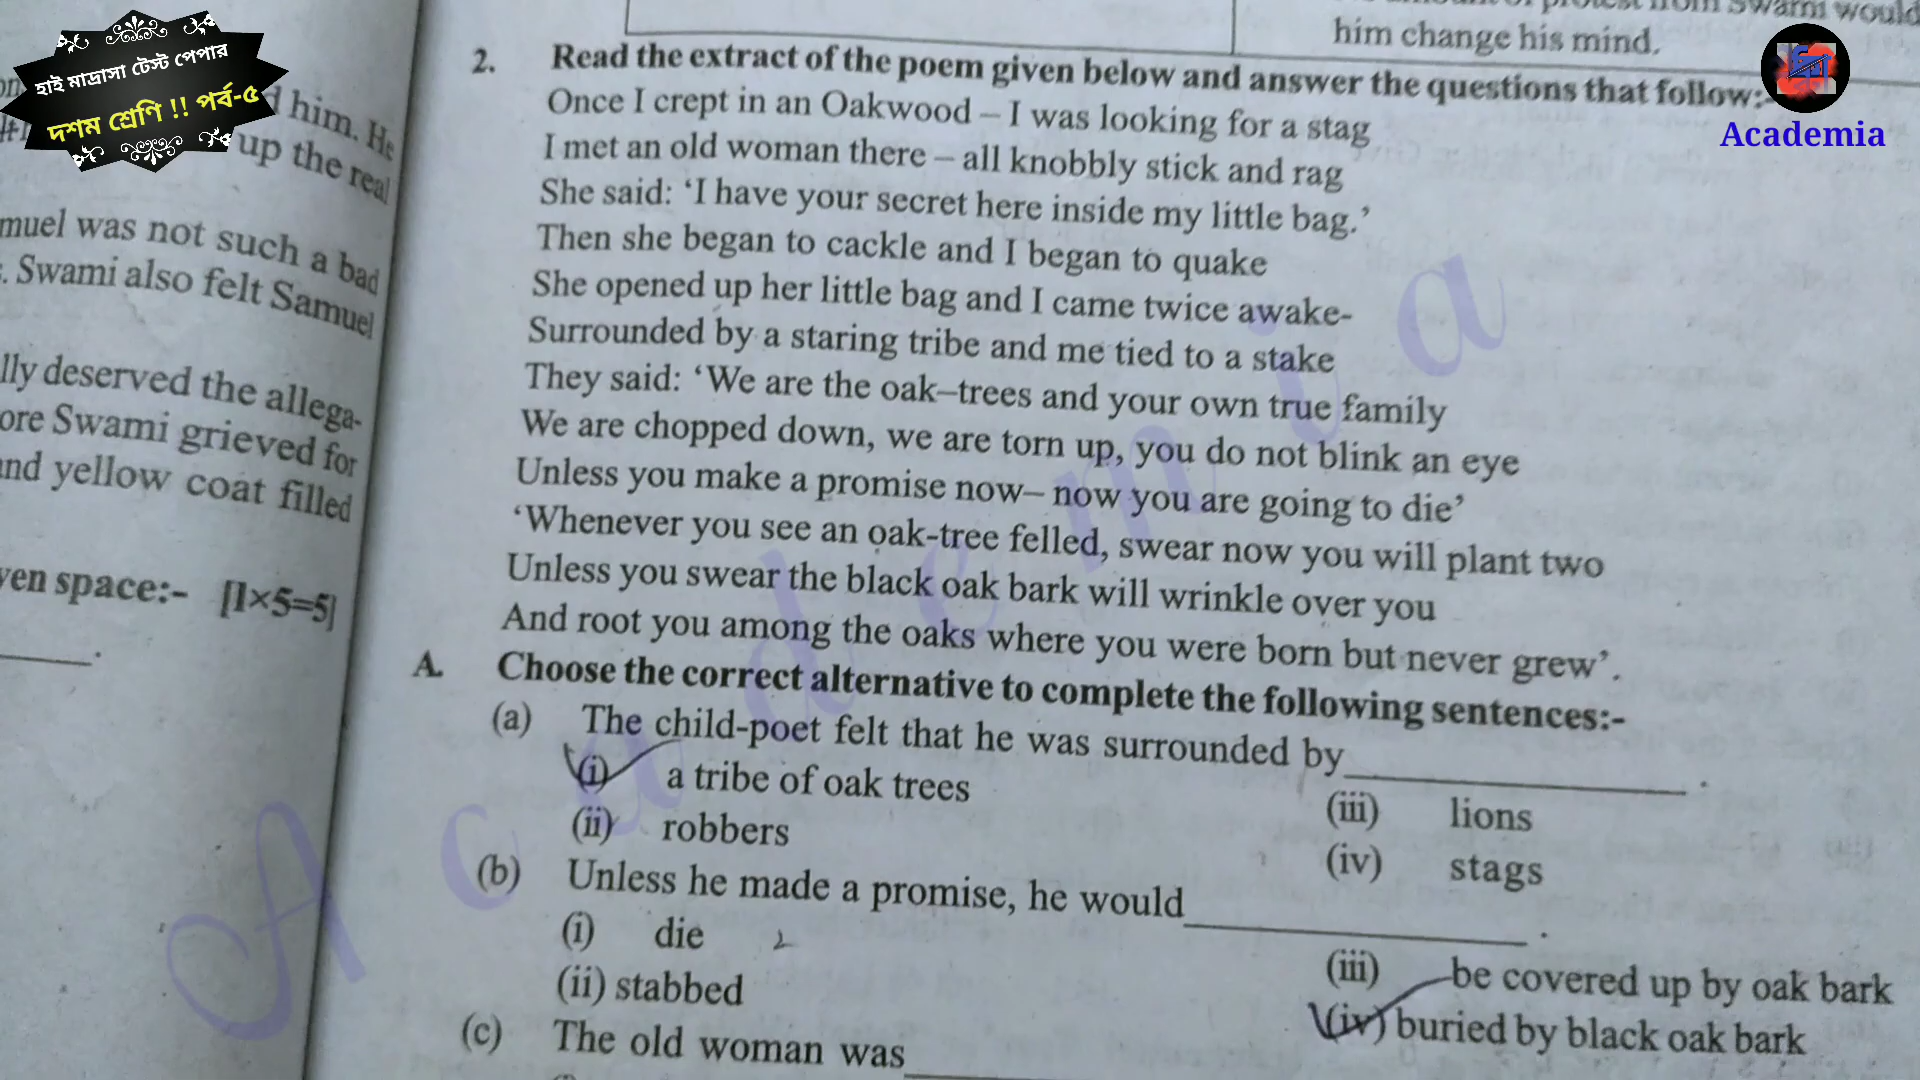 হাই মাদ্রাসা টেস্ট পেপার
দশম শ্রেণি !! পর্ব-৫
him. He
up the real
muel was not such a bad
. Swami also felt Samuel
lly deserved the allega-
ore Swami grieved for
nd yellow coat filled
ven space:- [1×5=5]
from Swami would
him change his mind.
Academia
2. Read the extract of the poem given below and answer the questions that follow:-
Once I crept in an Oakwood – I was looking for a stag
I met an old woman there – all knobbly stick and rag
She said: ‘I have your secret here inside my little bag.’
Then she began to cackle and I began to quake
She opened up her little bag and I came twice awake-
Surrounded by a staring tribe and me tied to a stake
They said: ‘We are the oak–trees and your own true family
We are chopped down, we are torn up, you do not blink an eye
Unless you make a promise now– now you are going to die’
‘Whenever you see an oak-tree felled, swear now you will plant two
Unless you swear the black oak bark will wrinkle over you
And root you among the oaks where you were born but never grew’.
A. Choose the correct alternative to complete the following sentences:-
(a) The child-poet felt that he was surrounded by .
(i) a tribe of oak trees
(iii) lions
(ii) robbers
(iv) stags
(b) Unless he made a promise, he would .
(i) die
(iii) be covered up by oak bark
(ii) stabbed
(iv) buried by black oak bark
(c) The old woman was
Academia